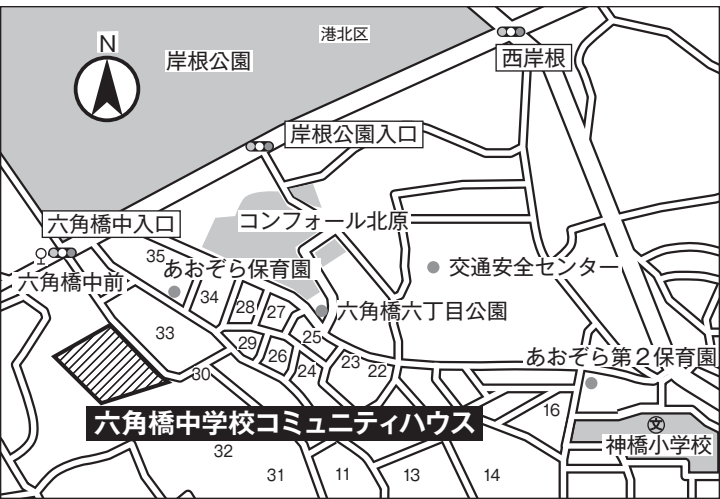 港北区
N
岸根公園
西岸根
岸根公園入口
六角橋中入口
コンフォール北原
35
あおぞら保育園
交通安全センター
六角橋中前
34
28
27
六角橋六丁目公園
33
25
29
26
23
あおぞら第2保育園
24
22
30
16
六角橋中学校コミュニティハウス
文
神橋小学校
32
31
11
13
14